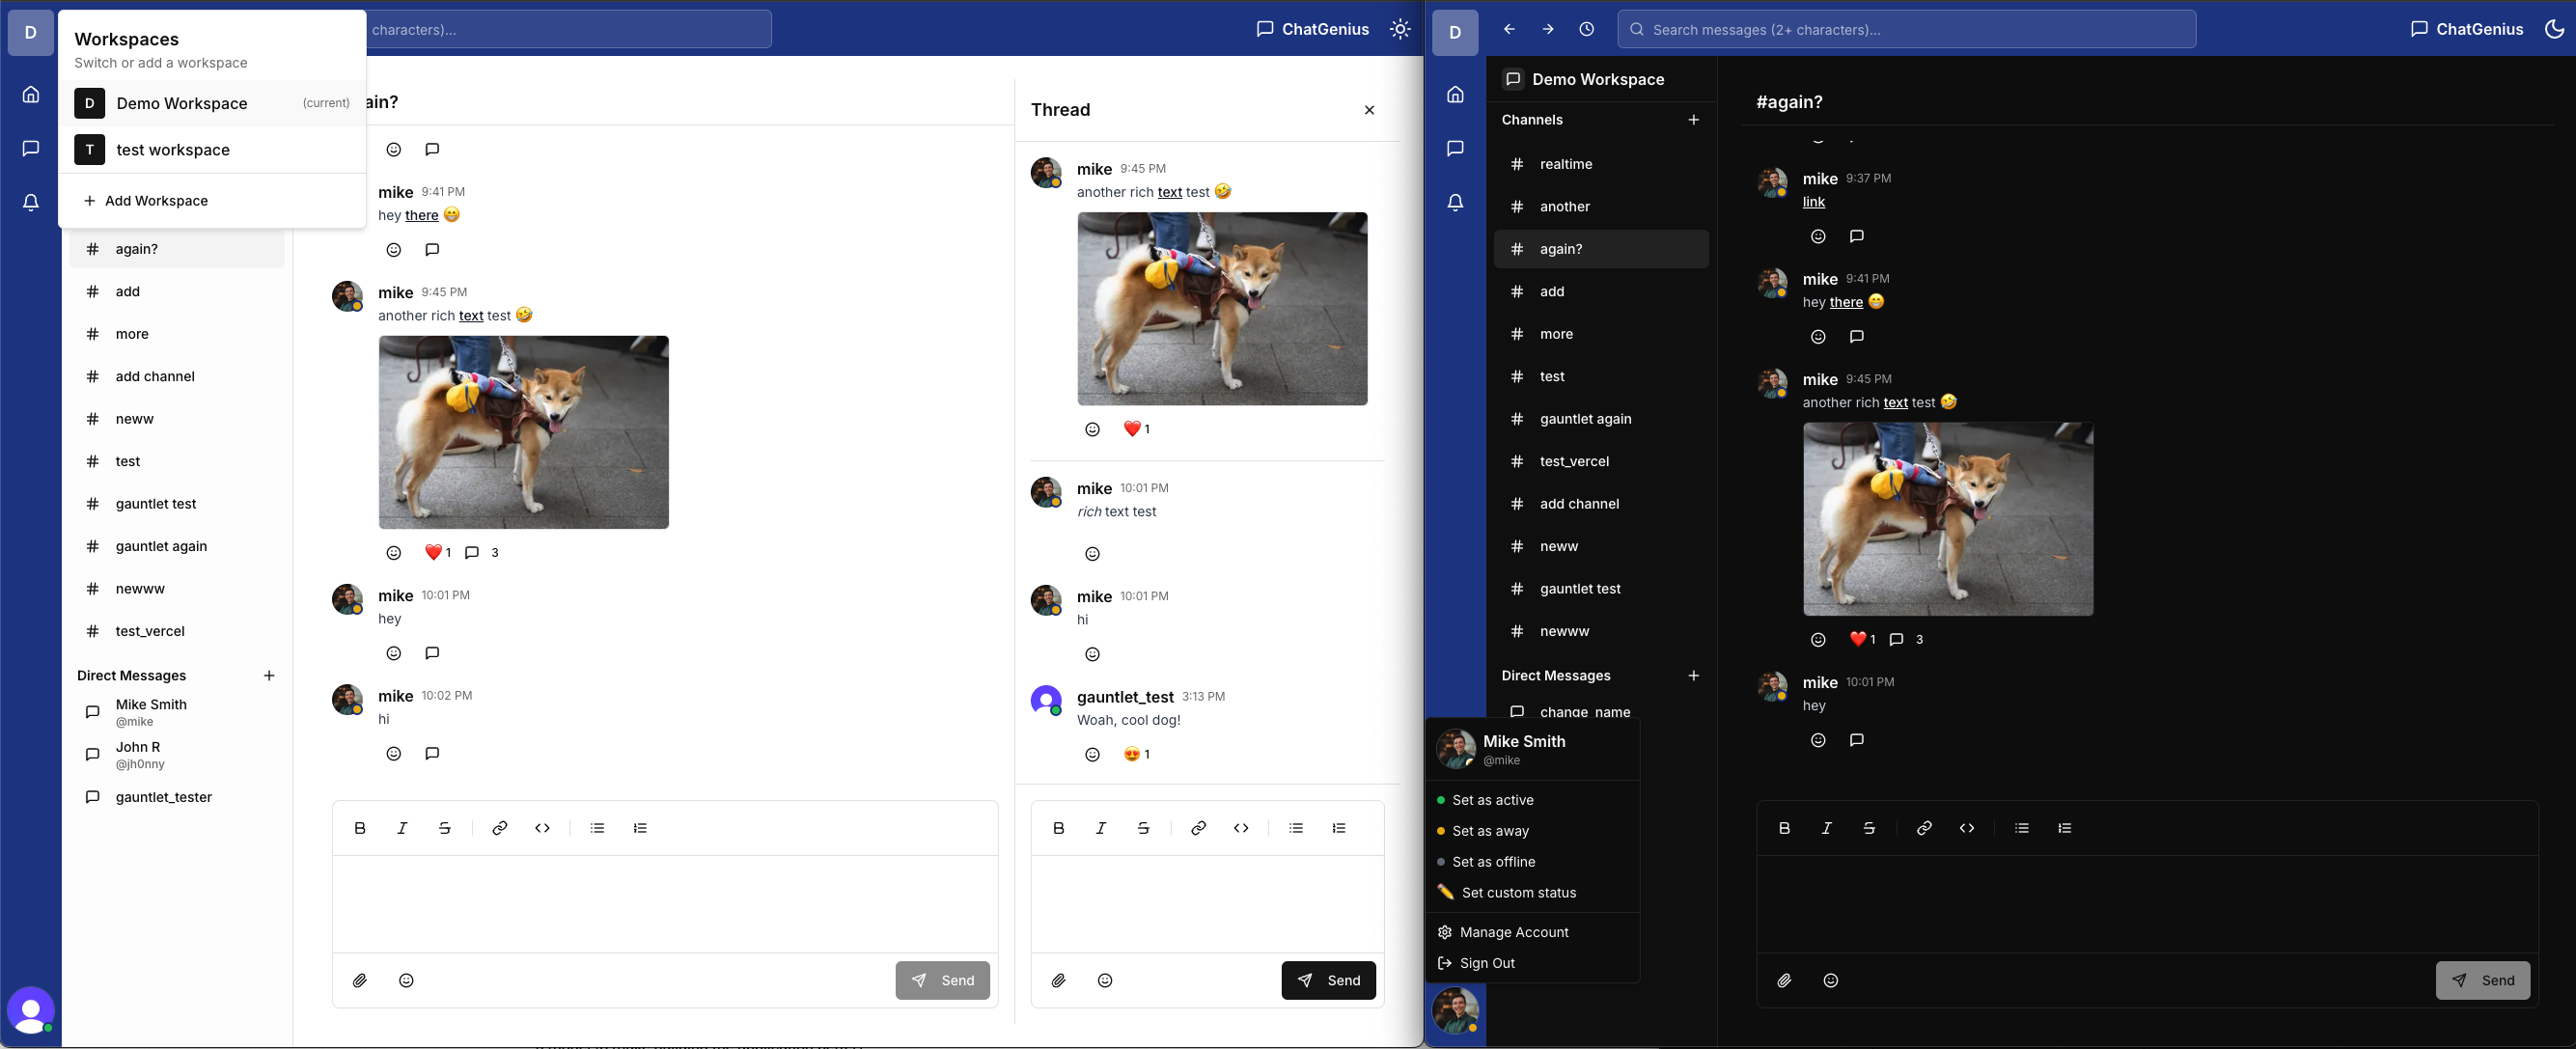 D
Workspaces
Switch or add a workspace
D Demo Workspace (current)
T test workspace
+ Add Workspace
characters)...
ChatGenius
ain?
# again?
# add
# more
# add channel
# neww
# test
# gauntlet test
# gauntlet again
# newww
# test_vercel
Direct Messages +
Mike Smith
@mike
John R
@jh0nny
gauntlet_tester
mike 9:41 PM
hey there 😁
mike 9:45 PM
another rich text test 🤣
❤️ 1 3
mike 10:01 PM
hey
mike 10:02 PM
hi
B I S
Send
Thread
mike 9:45 PM
another rich text test 🤣
❤️ 1
mike 10:01 PM
rich text test
mike 10:01 PM
hi
gauntlet_test 3:13 PM
Woah, cool dog!
😍 1
B I S
Send
D
Search messages (2+ characters)...
ChatGenius
Demo Workspace
Channels +
# realtime
# another
# again?
# add
# more
# test
# gauntlet again
# test_vercel
# add channel
# neww
# gauntlet test
# newww
Direct Messages +
change_name
Mike Smith
@mike
Set as active
Set as away
Set as offline
✏️ Set custom status
Manage Account
Sign Out
#again?
mike 9:37 PM
link
mike 9:41 PM
hey there 😁
mike 9:45 PM
another rich text test 🤣
❤️ 1 3
mike 10:01 PM
hey
B I S
Send